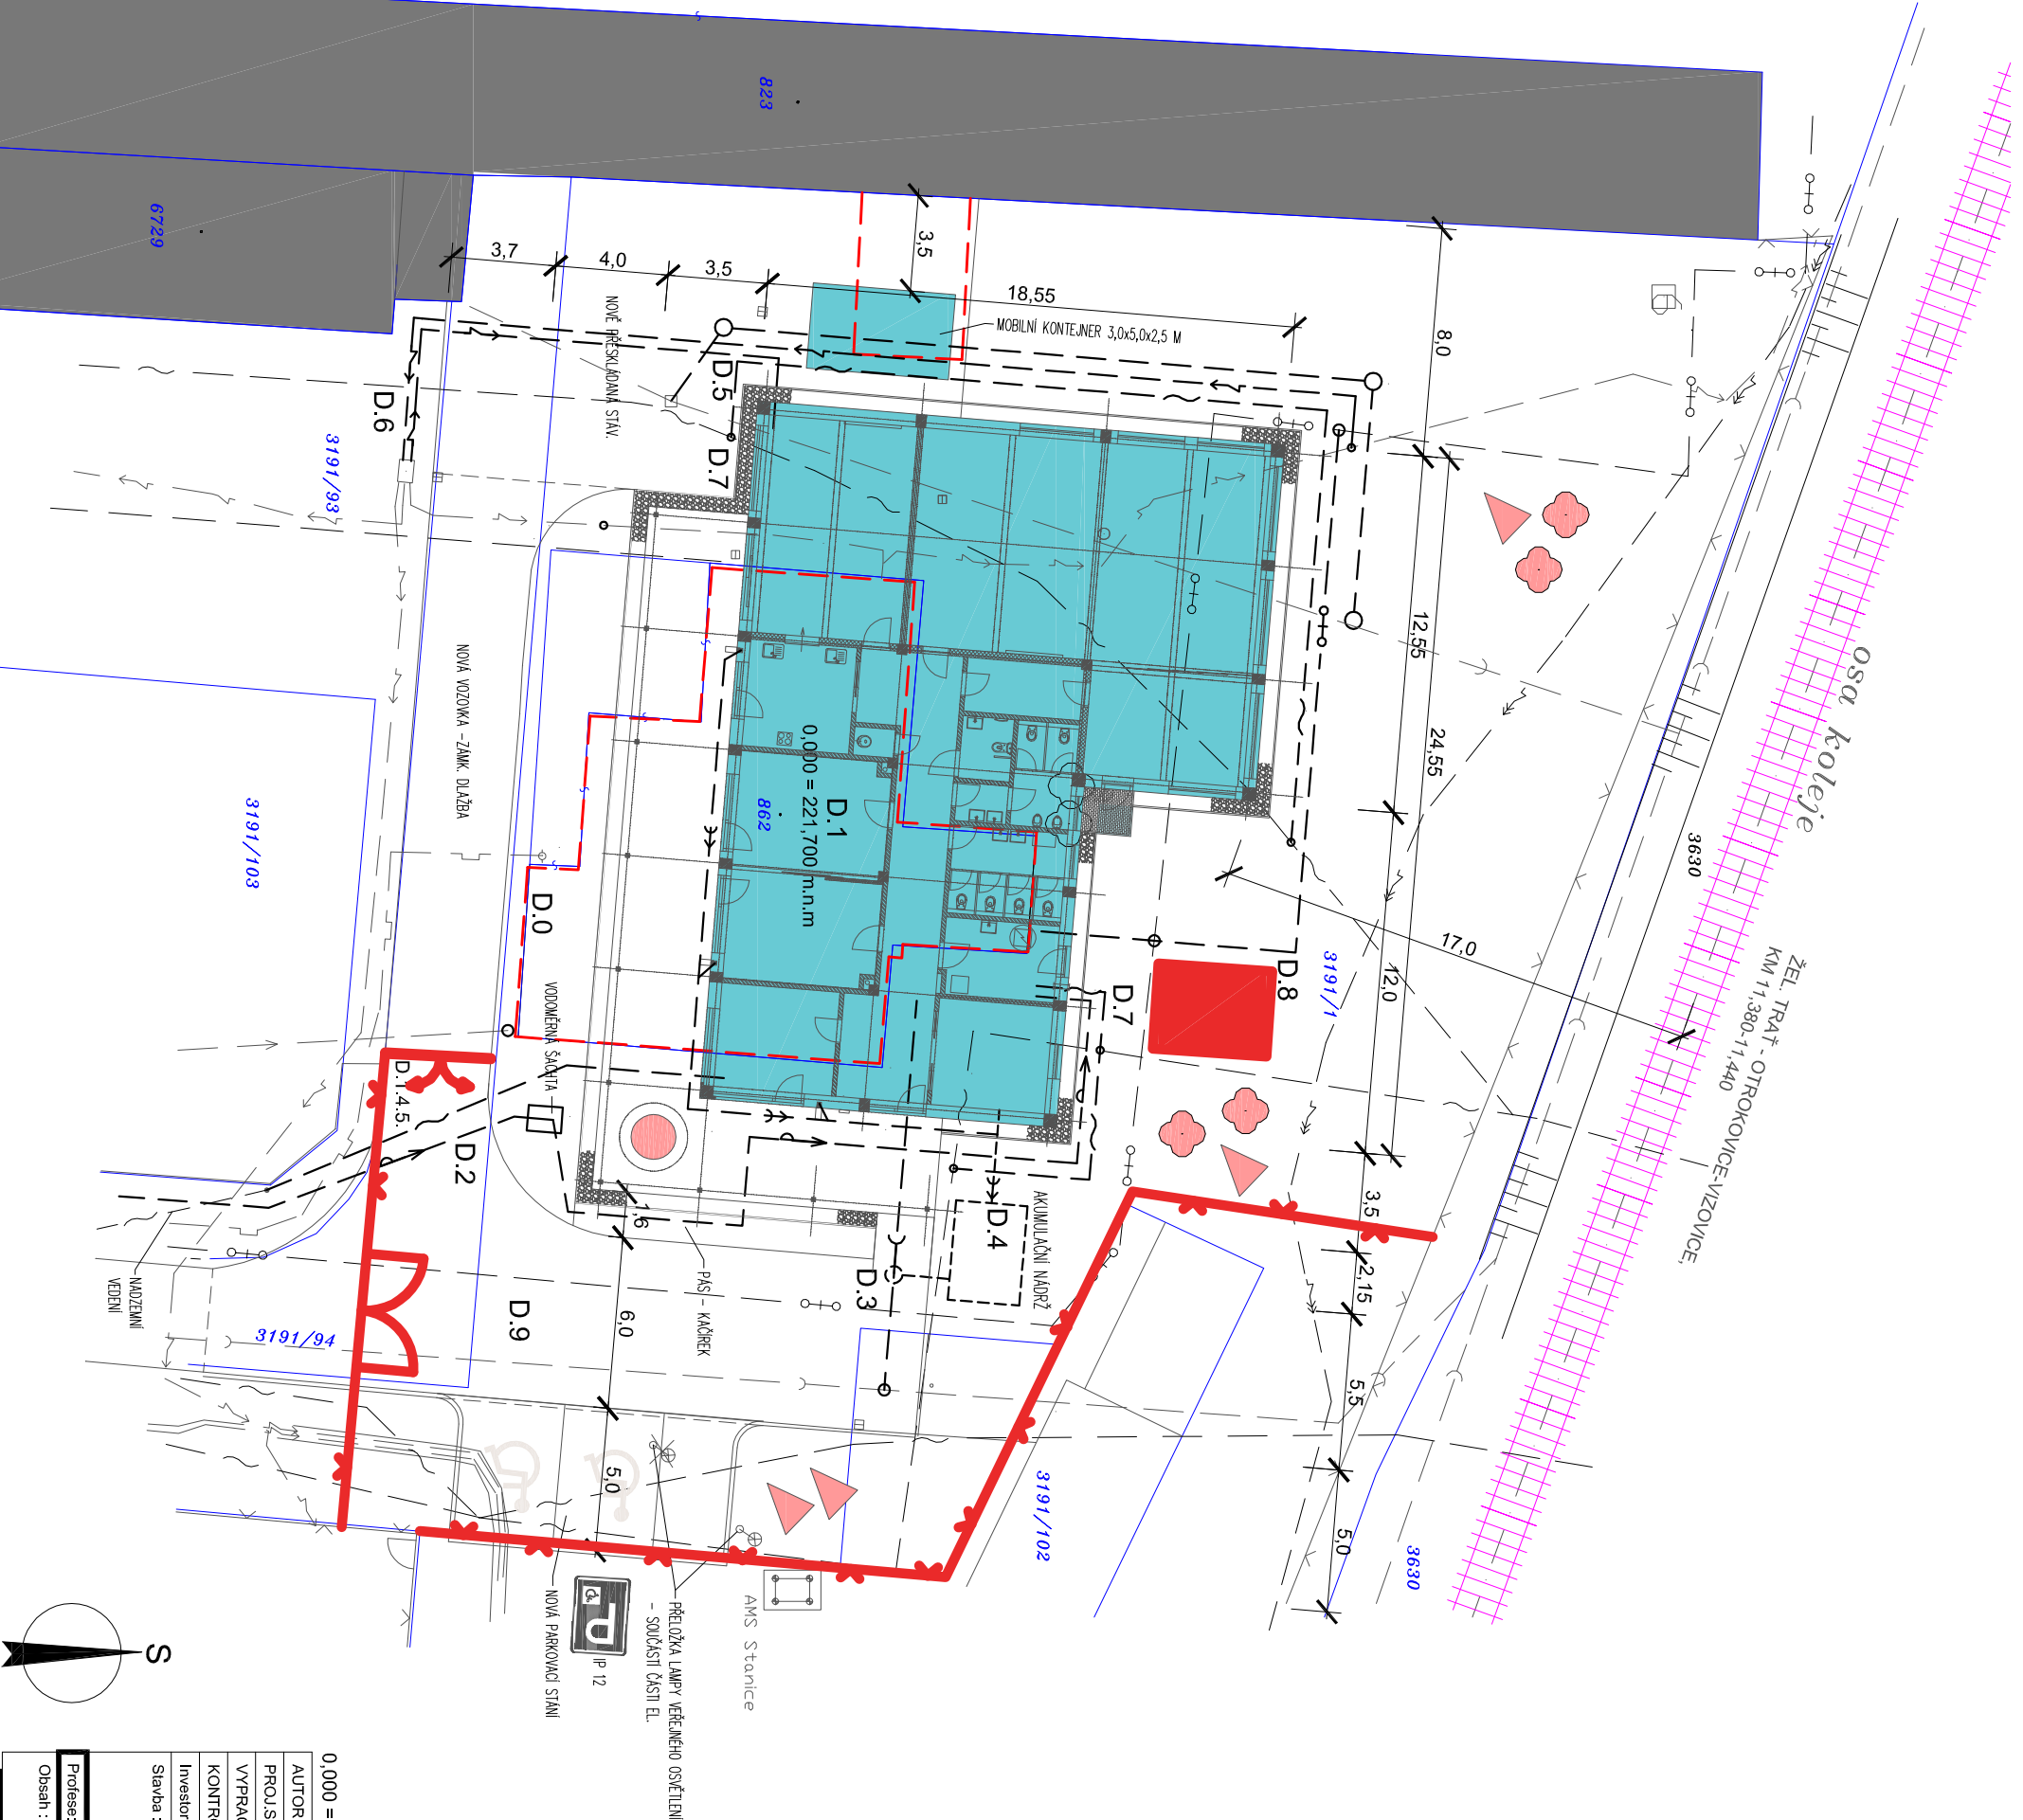 823
6729
3,7
4,0
3,5
3,5
18,55
8,0
MOBILNÍ KONTEJNER 3,0x5,0x2,5 M
NOVĚ PŘESKLÁDANÁ STÁV.
D.5
D.6
D.7
3191/93
12,55
24,55
osa koleje
3630
ŽEL. TRAŤ - OTROKOVICE-VIZOVICE,
KM 11,380-11,440
NOVÁ VOZOVKA - ZÁMK. DLAŽBA
3191/103
D.1
0,000 = 221,700 m.n.m
862
D.0
17,0
12,0
3191/1
D.8
D.7
VODOMĚRNÁ ŠACHTA
D.1.4.5.
D.2
D.4
AKUMULAČNÍ NÁDRŽ
D.3
1,6
3,5
2,15
5,5
5,0
PÁS - KAČÍREK
NADZEMNÍ
VEDENÍ
3191/94
D.9
6,0
5,0
3191/102
3630
AMS Stanice
PŘELOŽKA LAMPY VEŘEJNÉHO OSVĚTLENÍ
- SOUČÁSTÍ ČÁSTI EL.
IP 12
P
NOVÁ PARKOVACÍ STÁNÍ
S
0,000 =
AUTOR
PROJ.S
VYPRAC
KONTRO
Investor
Stavba :
Profese:
Obsah :